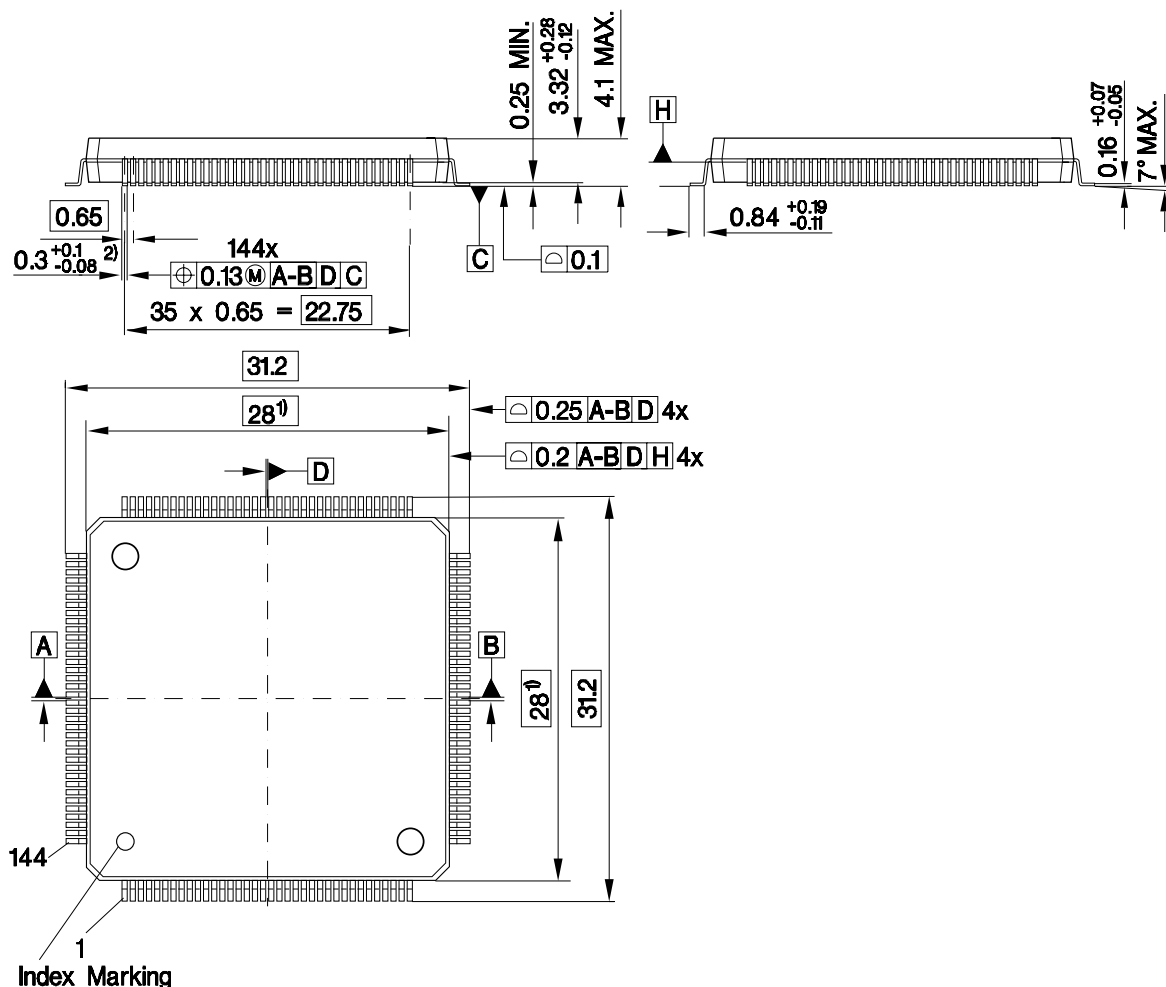 0.25 MIN.
3.32 +0.28 -0.12
4.1 MAX.
H
0.16 +0.07 -0.05
7° MAX.
0.65
0.84 +0.19 -0.11
0.3 +0.1 -0.08 2)
144x
C
⌓ 0.1
⌖ 0.13 Ⓜ A-B D C
35 x 0.65 = 22.75
31.2
28 1)
⌓ 0.25 A-B D 4x
⌓ 0.2 A-B D H 4x
D
A
B
28 1)
31.2
144
1
Index Marking